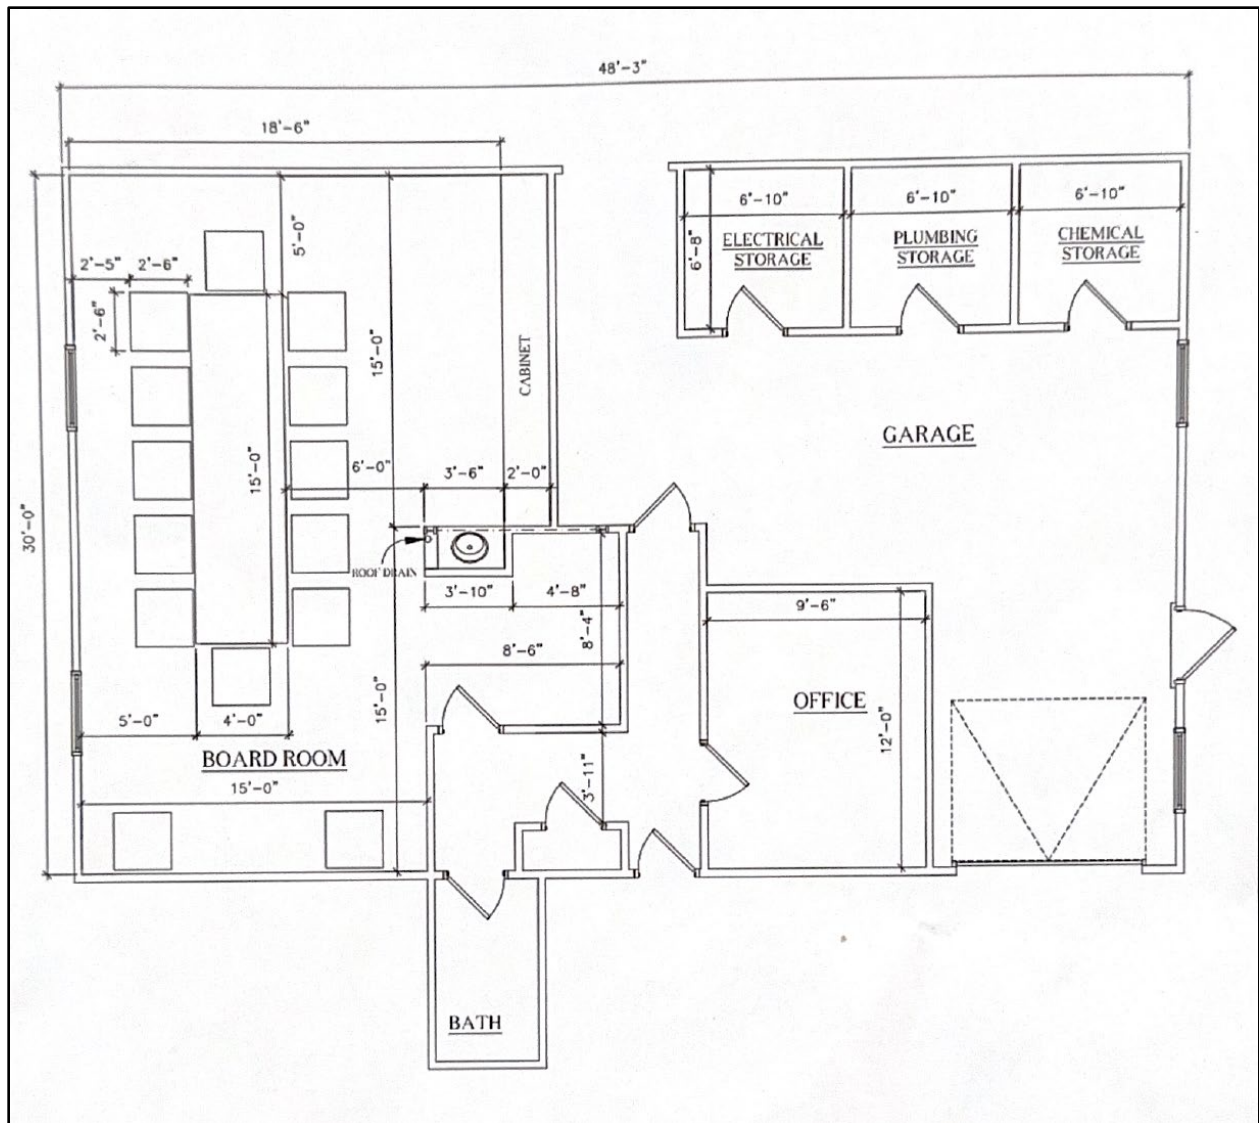 48'-3"
18'-6"
6'-10"
6'-10"
6'-10"
5'-0"
6'-8"
ELECTRICAL
STORAGE
PLUMBING
STORAGE
CHEMICAL
STORAGE
2'-5"
2'-6"
2'-6"
15'-0"
CABINET
GARAGE
15'-0"
6'-0"
3'-6"
2'-0"
30'-0"
ROOF DRAIN
3'-10"
4'-8"
9'-6"
8'-4"
8'-6"
15'-0"
OFFICE
5'-0"
4'-0"
12'-0"
BOARD ROOM
15'-0"
3'-11"
BATH